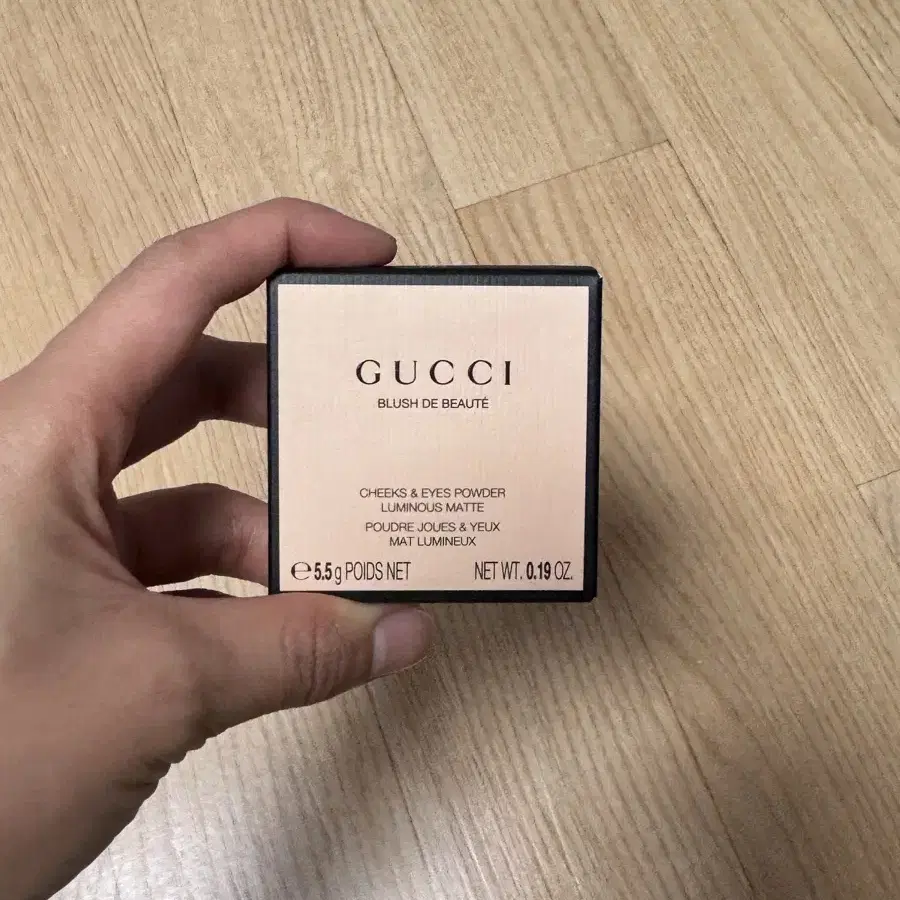 GUCCI
BLUSH DE BEAUTÉ
CHEEKS & EYES POWDER
LUMINOUS MATTE
POUDRE JOUES & YEUX
MAT LUMINEUX
℮ 5.5 g POIDS NET NET WT. 0.19 OZ.